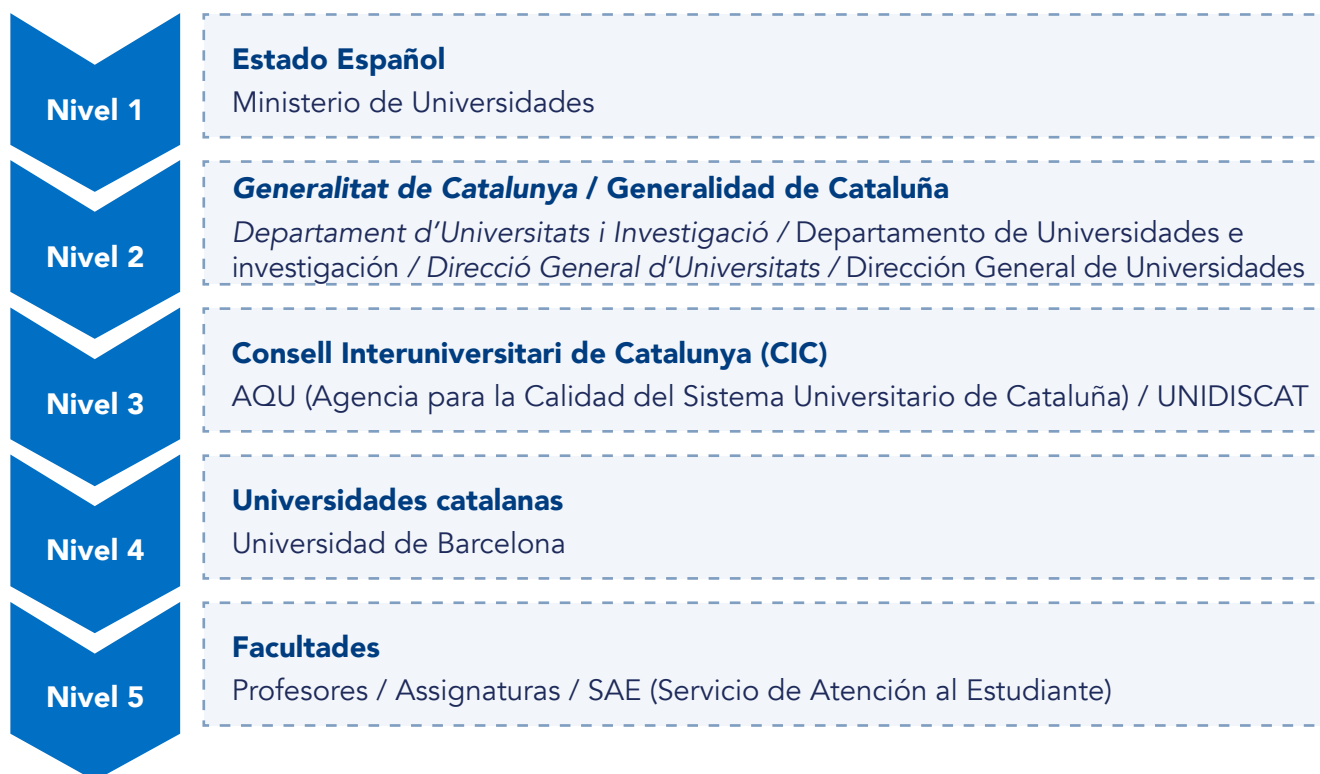 Nivel 1
Estado Español
Ministerio de Universidades
Nivel 2
Generalitat de Catalunya / Generalidad de Cataluña
Departament d’Universitats i Investigació / Departamento de Universidades e
investigación / Direcció General d’Universitats / Dirección General de Universidades
Nivel 3
Consell Interuniversitari de Catalunya (CIC)
AQU (Agencia para la Calidad del Sistema Universitario de Cataluña) / UNIDISCAT
Nivel 4
Universidades catalanas
Universidad de Barcelona
Nivel 5
Facultades
Profesores / Assignaturas / SAE (Servicio de Atención al Estudiante)